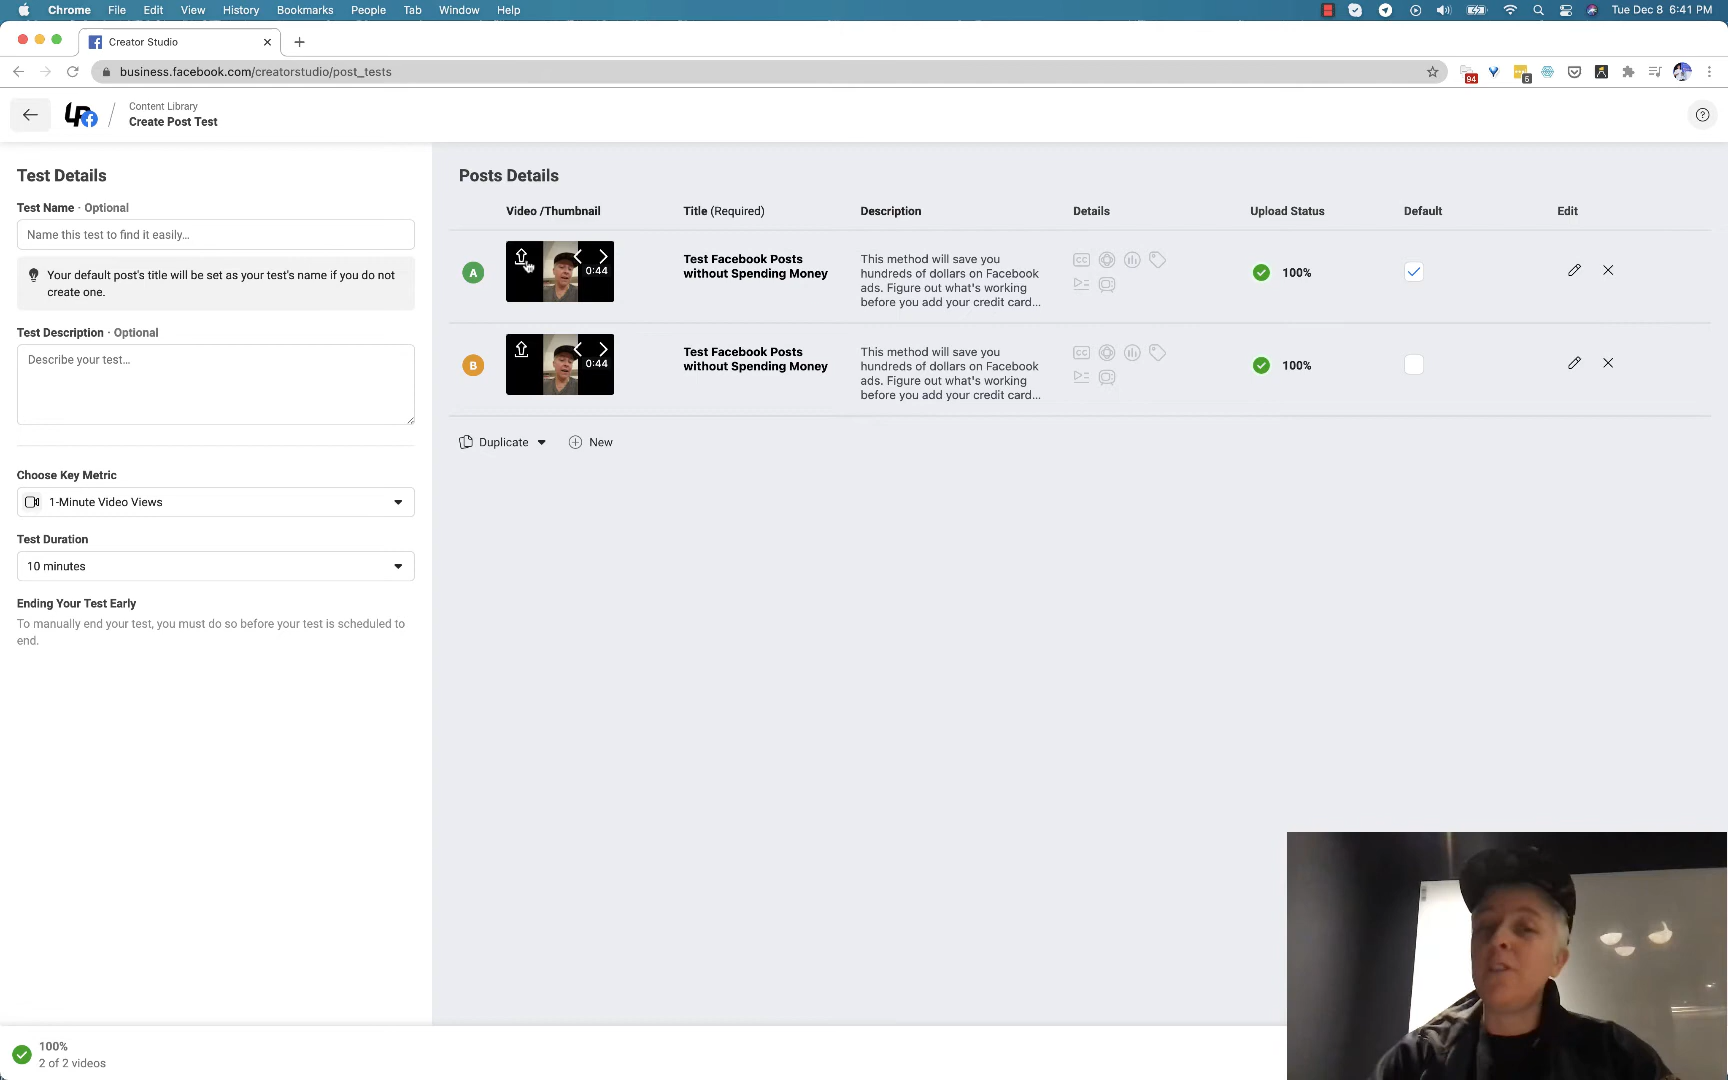 Chrome File Edit View History Bookmarks People Tab Window Help Tue Dec 8 6:41 PM
Creator Studio
business.facebook.com/creatorstudio/post_tests
94
6
Content Library
Create Post Test
Test Details
Test Name · Optional
Name this test to find it easily...
Your default post's title will be set as your test's name if you do not
create one.
Test Description · Optional
Describe your test...
Choose Key Metric
1-Minute Video Views
Test Duration
10 minutes
Ending Your Test Early
To manually end your test, you must do so before your test is scheduled to
end.
Posts Details
Video /Thumbnail Title (Required) Description Details Upload Status Default Edit
A
0:44
Test Facebook Posts
without Spending Money
This method will save you
hundreds of dollars on Facebook
ads. Figure out what's working
before you add your credit card...
CC
100%
B
0:44
Test Facebook Posts
without Spending Money
This method will save you
hundreds of dollars on Facebook
ads. Figure out what's working
before you add your credit card...
CC
100%
Duplicate New
100%
2 of 2 videos